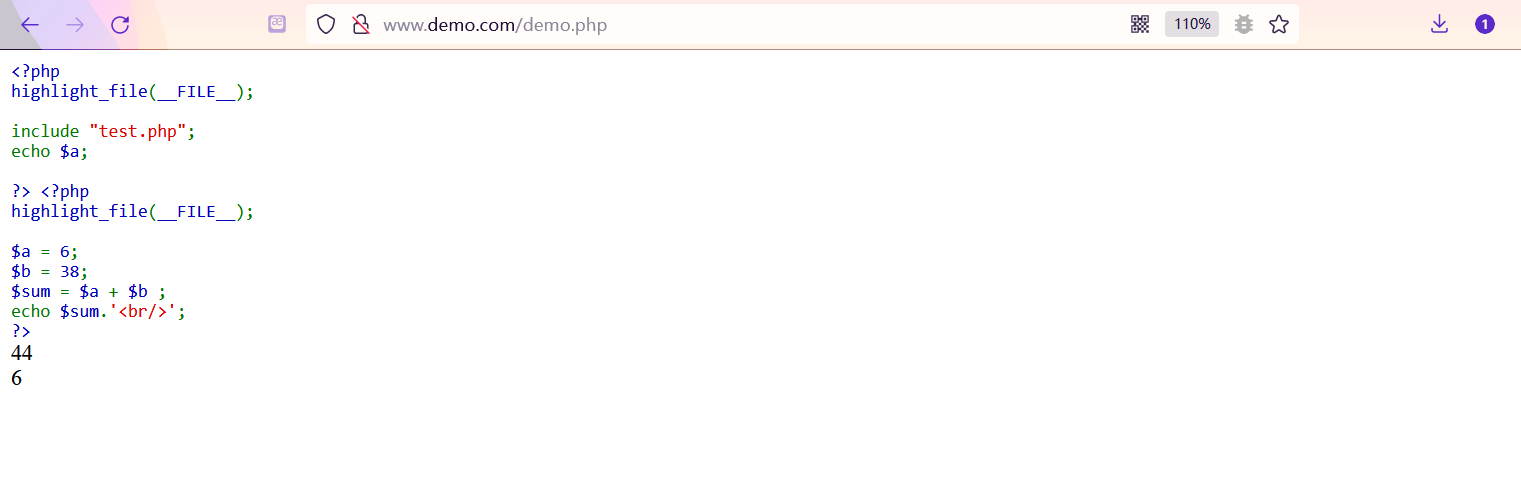 æ
www.demo.com/demo.php
110%
1
<?php
highlight_file(__FILE__);
include "test.php";
echo $a;
?> <?php
highlight_file(__FILE__);
$a = 6;
$b = 38;
$sum = $a + $b ;
echo $sum.'<br/>';
?>
44
6